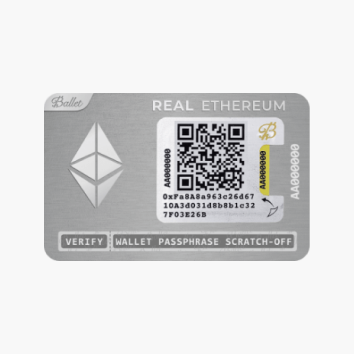 Ballet
REAL ETHEREUM
AA000000
AA000000
AA000000
0xFa8A8a963c26d67
10A3d031d8b8b1c32
7F03E26B
VERIFY
WALLET PASSPHRASE SCRATCH-OFF